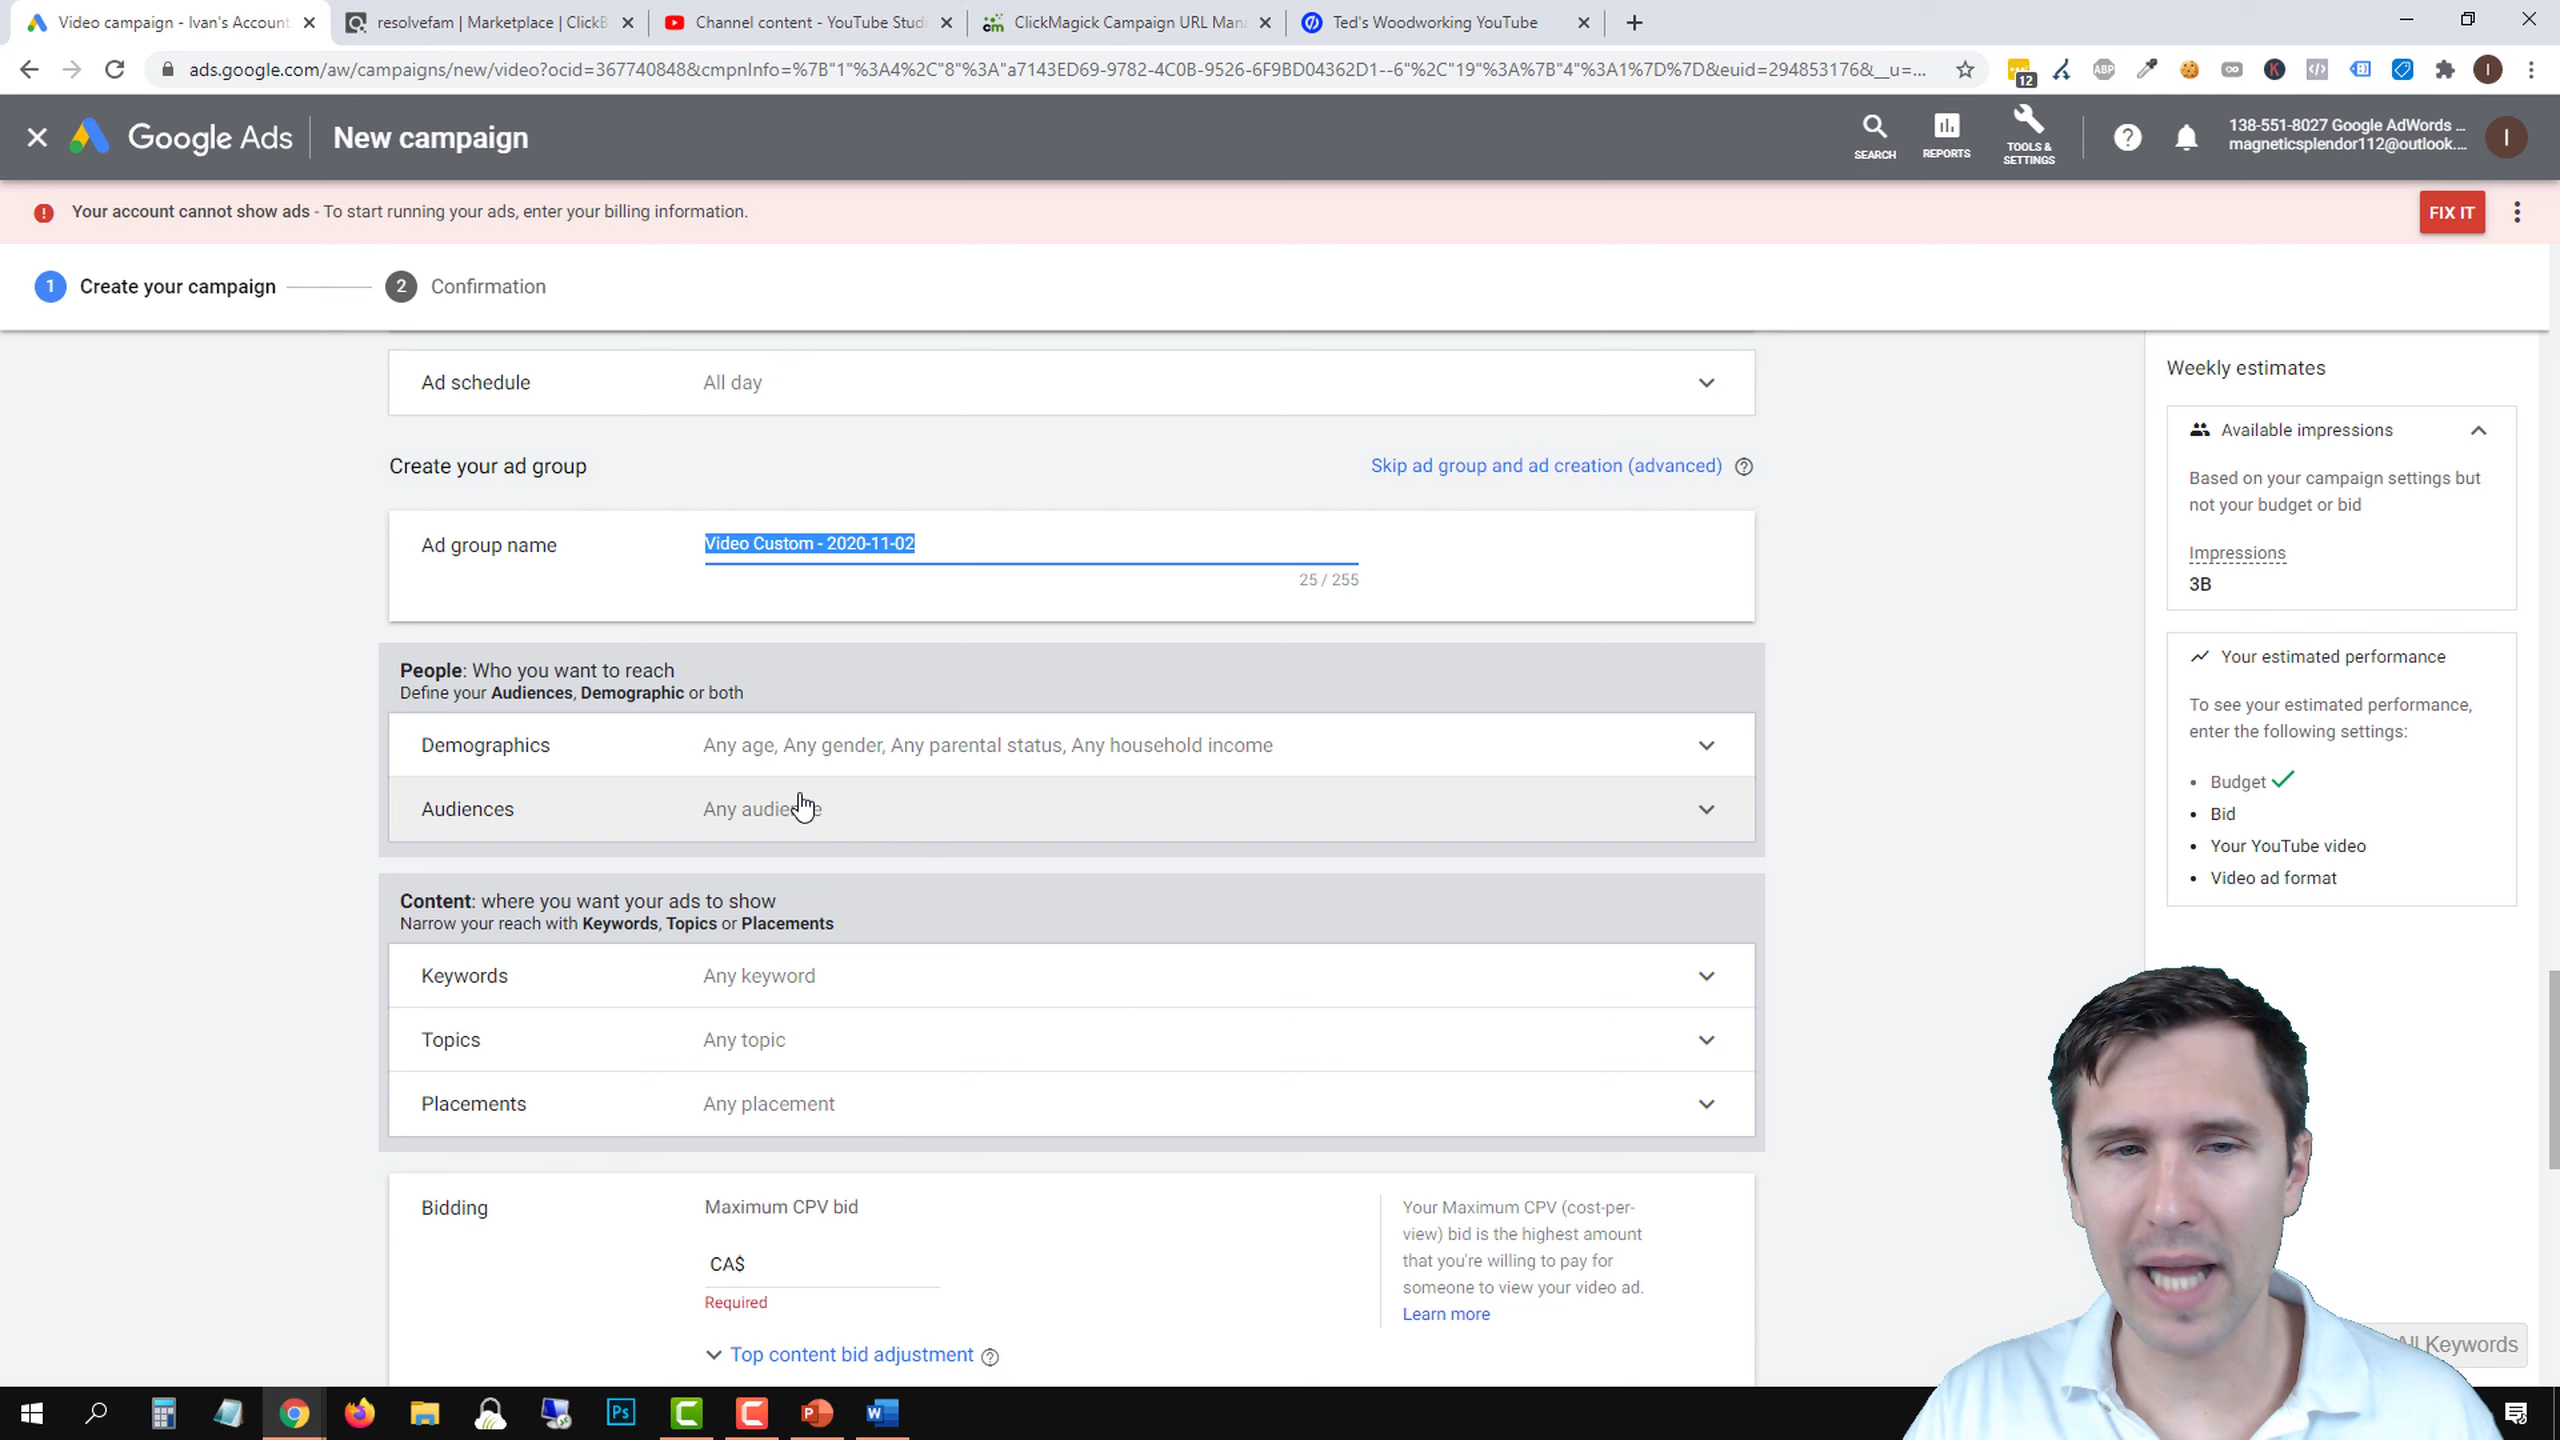 Video campaign - Ivan's Account
resolvefam | Marketplace | ClickB
Channel content - YouTube Studi
ClickMagick Campaign URL Mana
Ted's Woodworking YouTube
ads.google.com/aw/campaigns/new/video?ocid=367740848&cmpnInfo=%7B"1"%3A4%2C"8"%3A"a7143ED69-9782-4C0B-9526-6F9BD04362D1--6"%2C"19"%3A%7B"4"%3A1%7D%7D&euid=294853176&__u=...
12
ABP
Google Ads
New campaign
SEARCH
REPORTS
TOOLS &
SETTINGS
138-551-8027 Google AdWords ...
magneticsplendor112@outlook....
I
Your account cannot show ads - To start running your ads, enter your billing information.
FIX IT
1 Create your campaign
2 Confirmation
Ad schedule
All day
Create your ad group
Skip ad group and ad creation (advanced)
Ad group name
Video Custom - 2020-11-02
25 / 255
People: Who you want to reach
Define your Audiences, Demographic or both
Demographics
Any age, Any gender, Any parental status, Any household income
Audiences
Any audience
Content: where you want your ads to show
Narrow your reach with Keywords, Topics or Placements
Keywords
Any keyword
Topics
Any topic
Placements
Any placement
Bidding
Maximum CPV bid
CA$
Required
Top content bid adjustment
Your Maximum CPV (cost-per-
view) bid is the highest amount
that you're willing to pay for
someone to view your video ad.
Learn more
Weekly estimates
Available impressions
Based on your campaign settings but
not your budget or bid
Impressions
3B
Your estimated performance
To see your estimated performance,
enter the following settings:
• Budget
• Bid
• Your YouTube video
• Video ad format
All Keywords
Ps